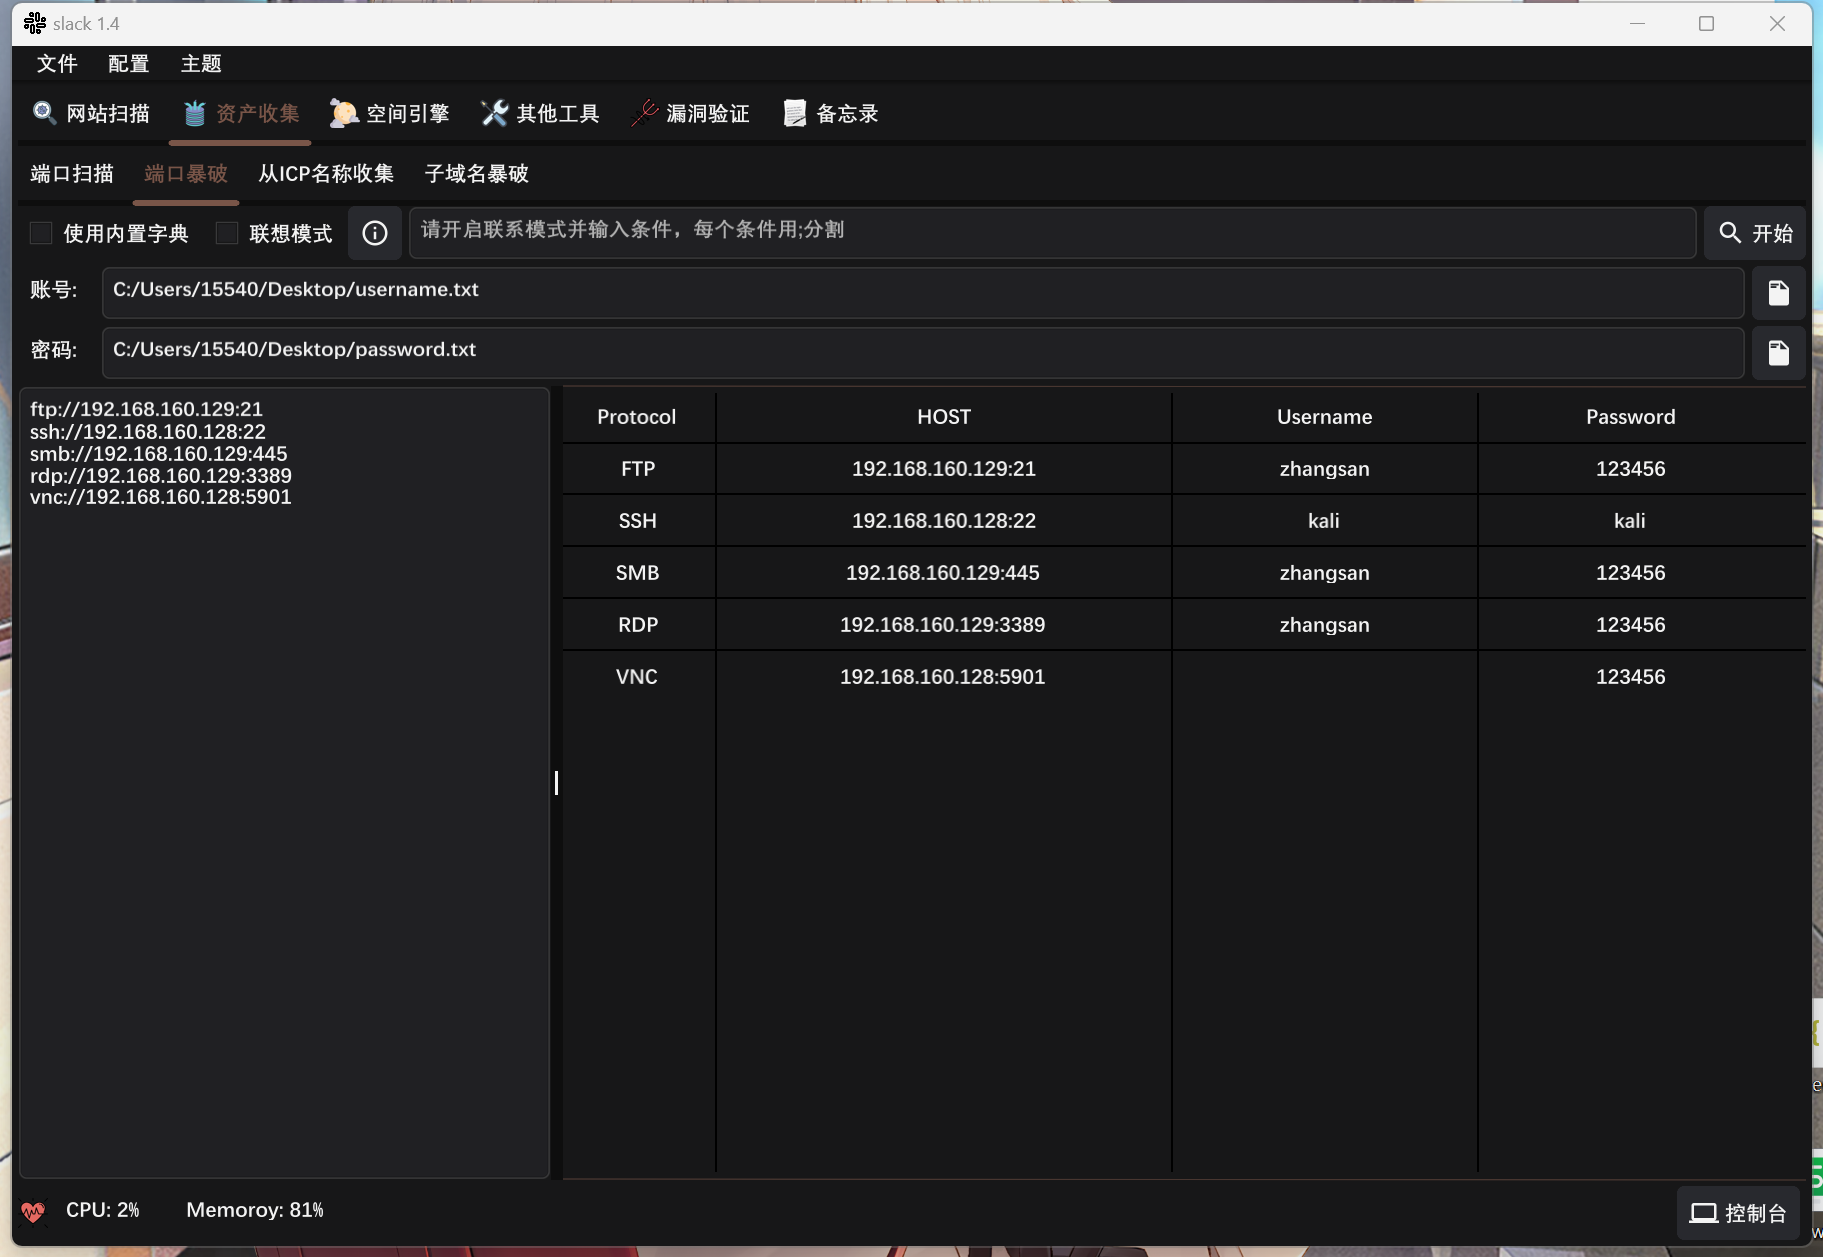 slack 1.4
文件 配置 主题
网站扫描 资产收集 空间引擎 其他工具 漏洞验证 备忘录
端口扫描 端口暴破 从ICP名称收集 子域名暴破
使用内置字典 联想模式 请开启联系模式并输入条件，每个条件用;分割 开始
账号: C:/Users/15540/Desktop/username.txt
密码: C:/Users/15540/Desktop/password.txt
ftp://192.168.160.129:21
ssh://192.168.160.128:22
smb://192.168.160.129:445
rdp://192.168.160.129:3389
vnc://192.168.160.128:5901
Protocol HOST Username Password
FTP 192.168.160.129:21 zhangsan 123456
SSH 192.168.160.128:22 kali kali
SMB 192.168.160.129:445 zhangsan 123456
RDP 192.168.160.129:3389 zhangsan 123456
VNC 192.168.160.128:5901 123456
CPU: 2% Memoroy: 81% 控制台